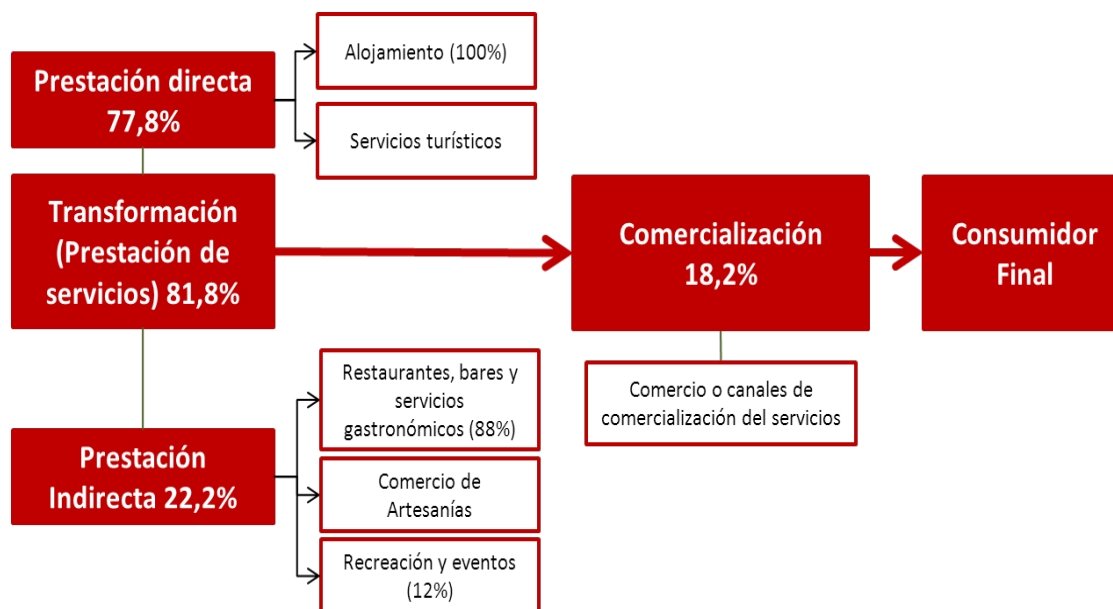 Prestación directa
77,8%
Alojamiento (100%)
Servicios turísticos
Transformación
(Prestación de
servicios) 81,8%
Comercialización
18,2%
Consumidor
Final
Comercio o canales de
comercialización del servicios
Prestación
Indirecta 22,2%
Restaurantes, bares y
servicios
gastronómicos (88%)
Comercio de
Artesanías
Recreación y eventos
(12%)